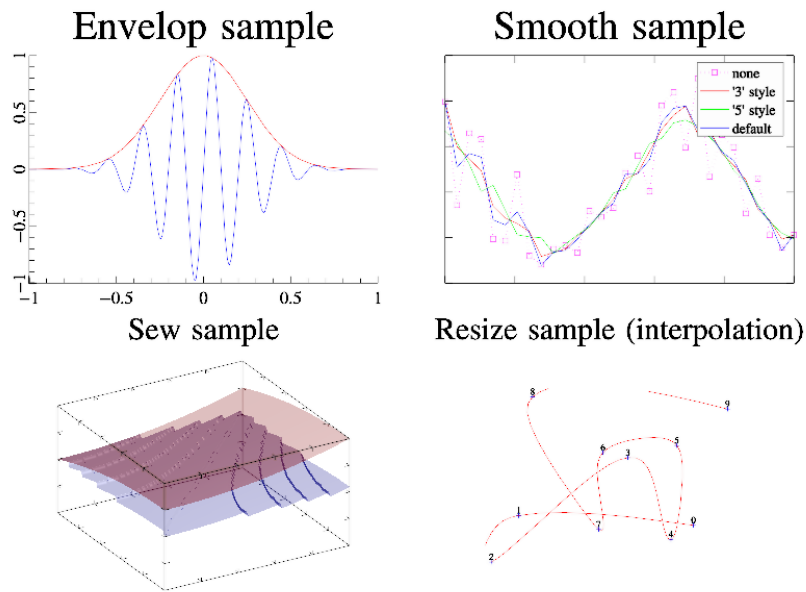 Envelop sample
Smooth sample
1
0.5
0
−0.5
−1
−1
−0.5
0
0.5
1
none
'3' style
'5' style
default
Sew sample
Resize sample (interpolation)
8
9
6
5
3
1
0
7
4
2